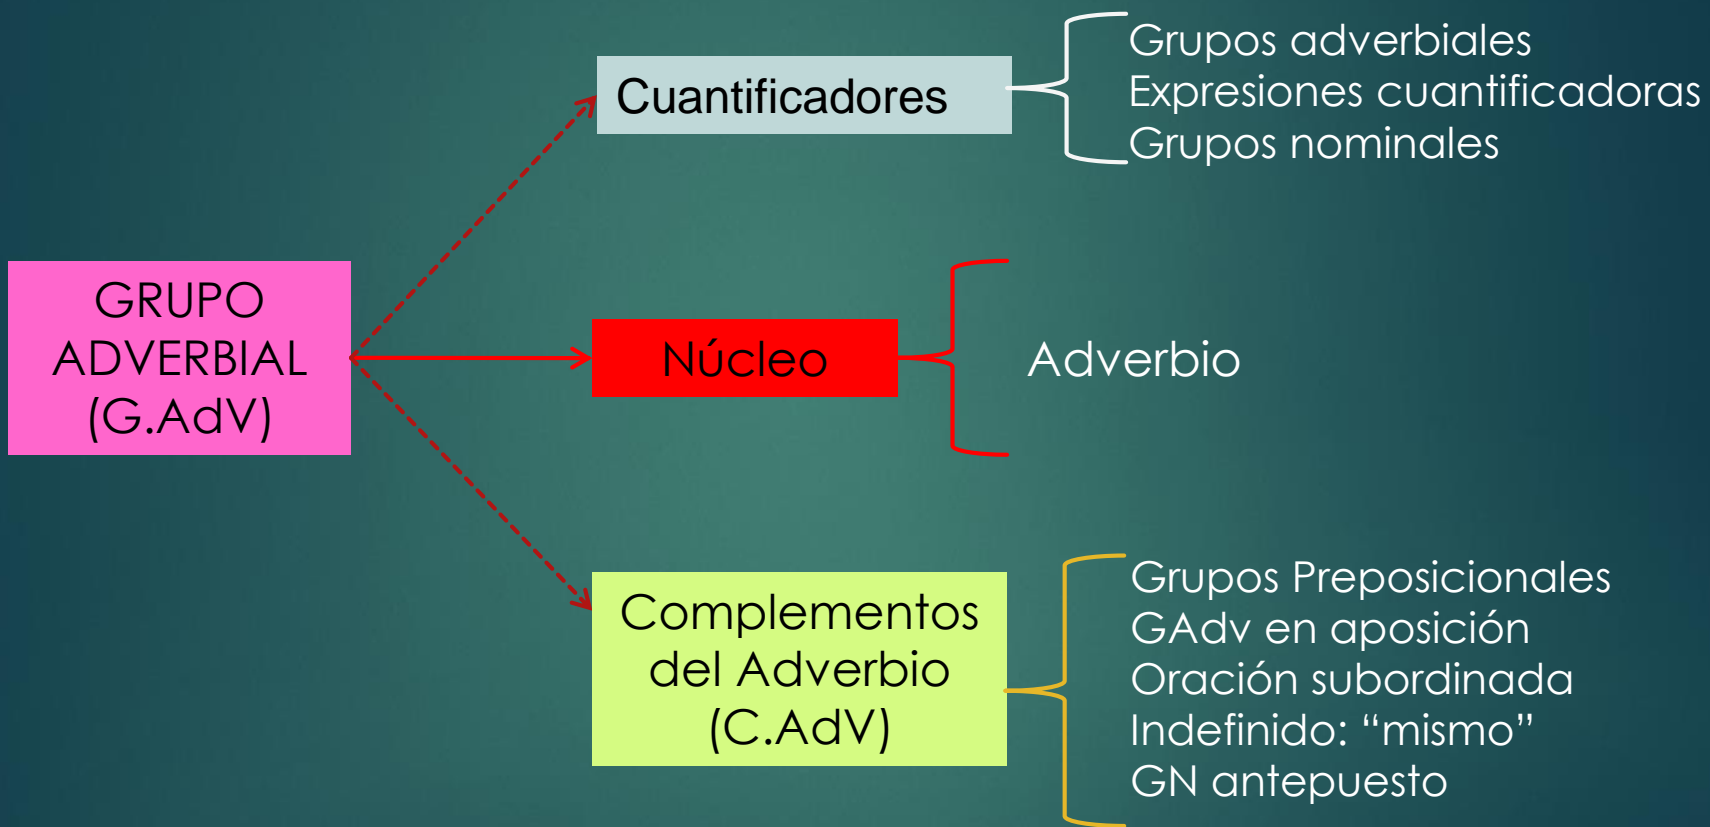 GRUPO
ADVERBIAL
(G.AdV)
Cuantificadores
Grupos adverbiales
Expresiones cuantificadoras
Grupos nominales
Núcleo
Adverbio
Complementos
del Adverbio
(C.AdV)
Grupos Preposicionales
GAdv en aposición
Oración subordinada
Indefinido: “mismo”
GN antepuesto